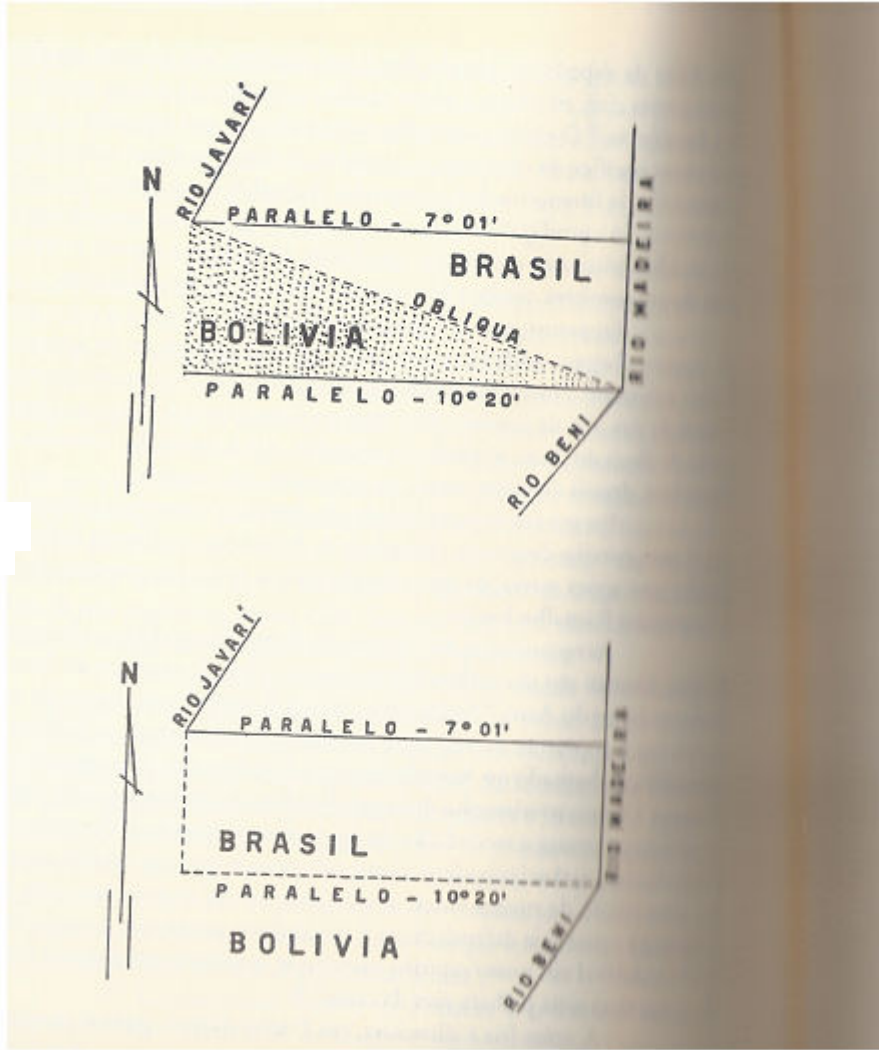 RIO JAVARÍ
N
PARALELO - 7° 01'
BRASIL
RIO MADEIRA
OBLIQUA
BOLIVIA
PARALELO - 10° 20'
RIO BENI
RIO JAVARÍ
N
PARALELO - 7° 01'
RIO MADEIRA
BRASIL
PARALELO - 10° 20'
BOLIVIA
RIO BENI